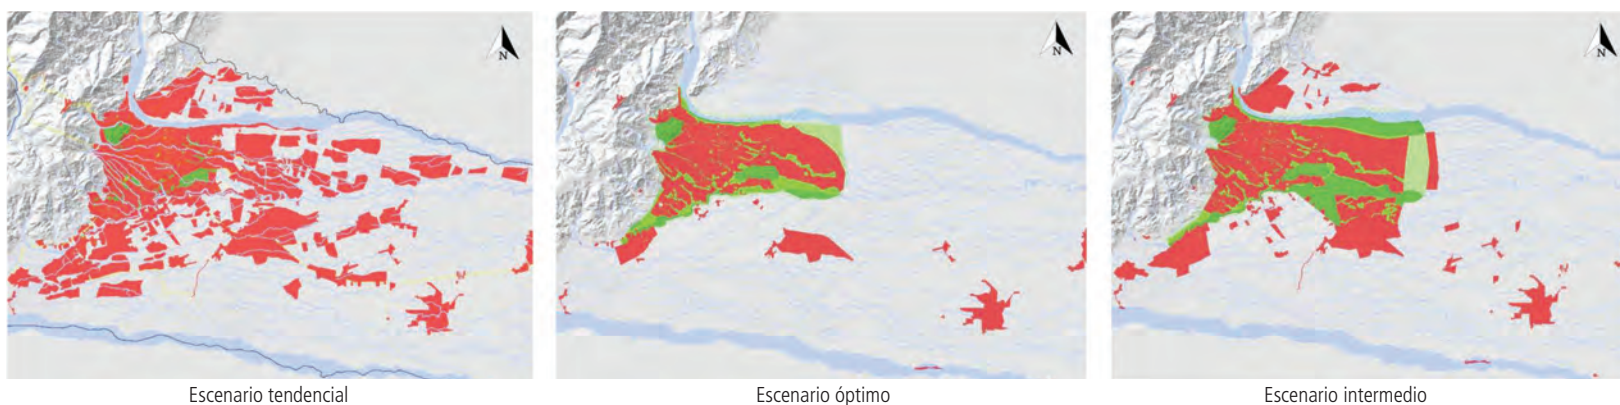 N
N
N
Escenario tendencial
Escenario óptimo
Escenario intermedio